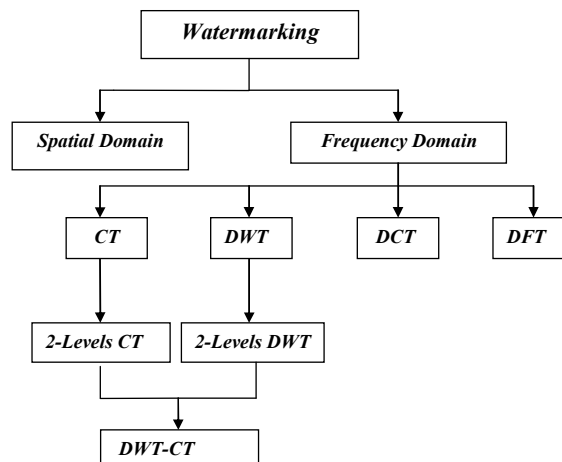 Watermarking
Spatial Domain
Frequency Domain
CT
DWT
DCT
DFT
2-Levels CT
2-Levels DWT
DWT-CT